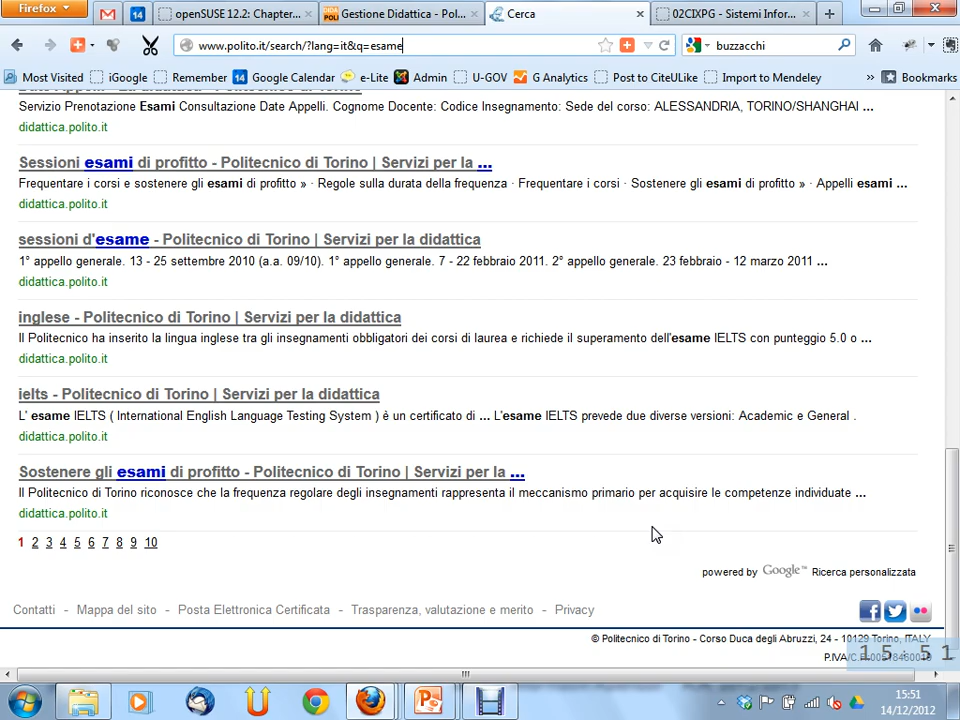 Firefox
14
openSUSE 12.2: Chapter...
Gestione Didattica - Pol...
Cerca
02CIXPG - Sistemi Infor...
www.polito.it/search/?lang=it&q=esame
buzzacchi
Most Visited
iGoogle
Remember
14 Google Calendar
e-Lite
Admin
U-GOV
G Analytics
Post to CiteULike
Import to Mendeley
»
Bookmarks
Servizio Prenotazione Esami Consultazione Date Appelli. Cognome Docente: Codice Insegnamento: Sede del corso: ALESSANDRIA, TORINO/SHANGHAI ...
didattica.polito.it
Sessioni esami di profitto - Politecnico di Torino | Servizi per la ...
Frequentare i corsi e sostenere gli esami di profitto » · Regole sulla durata della frequenza · Frequentare i corsi · Sostenere gli esami di profitto » · Appelli esami ...
didattica.polito.it
sessioni d'esame - Politecnico di Torino | Servizi per la didattica
1° appello generale. 13 - 25 settembre 2010 (a.a. 09/10). 1° appello generale. 7 - 22 febbraio 2011. 2° appello generale. 23 febbraio - 12 marzo 2011 ...
didattica.polito.it
inglese - Politecnico di Torino | Servizi per la didattica
Il Politecnico ha inserito la lingua inglese tra gli insegnamenti obbligatori dei corsi di laurea e richiede il superamento dell'esame IELTS con punteggio 5.0 o ...
didattica.polito.it
ielts - Politecnico di Torino | Servizi per la didattica
L' esame IELTS ( International English Language Testing System ) è un certificato di ... L'esame IELTS prevede due diverse versioni: Academic e General .
didattica.polito.it
Sostenere gli esami di profitto - Politecnico di Torino | Servizi per la ...
Il Politecnico di Torino riconosce che la frequenza regolare degli insegnamenti rappresenta il meccanismo primario per acquisire le competenze individuate ...
didattica.polito.it
1 2 3 4 5 6 7 8 9 10
powered by Google™ Ricerca personalizzata
Contatti - Mappa del sito - Posta Elettronica Certificata - Trasparenza, valutazione e merito - Privacy
© Politecnico di Torino - Corso Duca degli Abruzzi, 24 - 10129 Torino, ITALY
15:51
15:51
14/12/2012